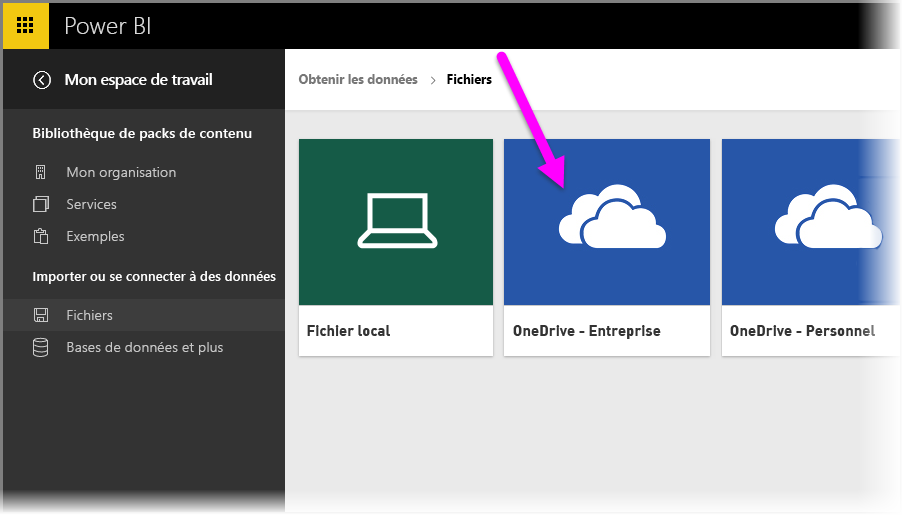 Power BI
Mon espace de travail
Obtenir les données > Fichiers
Bibliothèque de packs de contenu
Mon organisation
Services
Exemples
Importer ou se connecter à des données
Fichiers
Bases de données et plus
Fichier local
OneDrive - Entreprise
OneDrive - Personnel